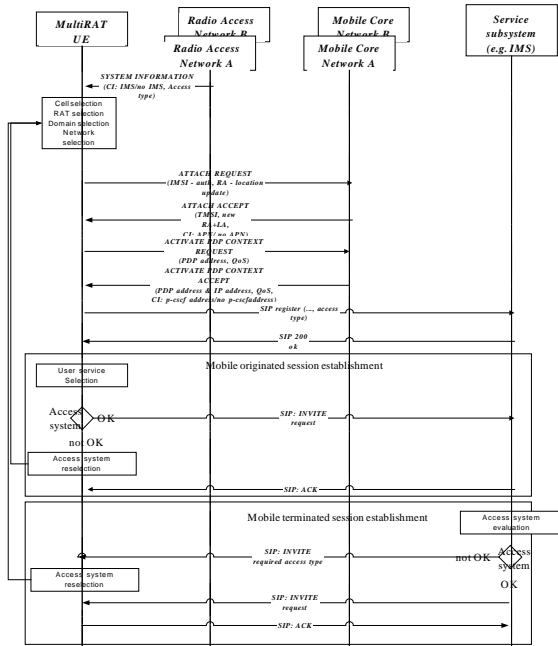 MultiRAT
UE
Radio Access
Network B
Radio Access
Network A
Mobile Core
Network B
Mobile Core
Network A
Service
subsystem
(e.g. IMS)
SYSTEM INFORMATION
(CI: IMS/no IMS, Access
type)
Cell selection
RAT selection
Domain selection
Network
selection
ATTACH REQUEST
(IMSI - auth, RA - location
update)
ATTACH ACCEPT
(TMSI, new
RA+LA,
CI: APN/ no APN)
ACTIVATE PDP CONTEXT
REQUEST
(PDP address, QoS)
ACTIVATE PDP CONTEXT
ACCEPT
(PDP address & IP address, QoS,
CI: p-cscf address/no p-cscfaddress)
SIP register (..., access
type)
SIP 200
ok
Mobile originated session establishment
User service
Selection
Access
system
OK
SIP: INVITE
request
not OK
Access system
reselection
SIP: ACK
Mobile terminated session establishment
Access system
evaluation
SIP: INVITE
required access type
not OK
Access
system
Access system
reselection
OK
SIP: INVITE
request
SIP: ACK